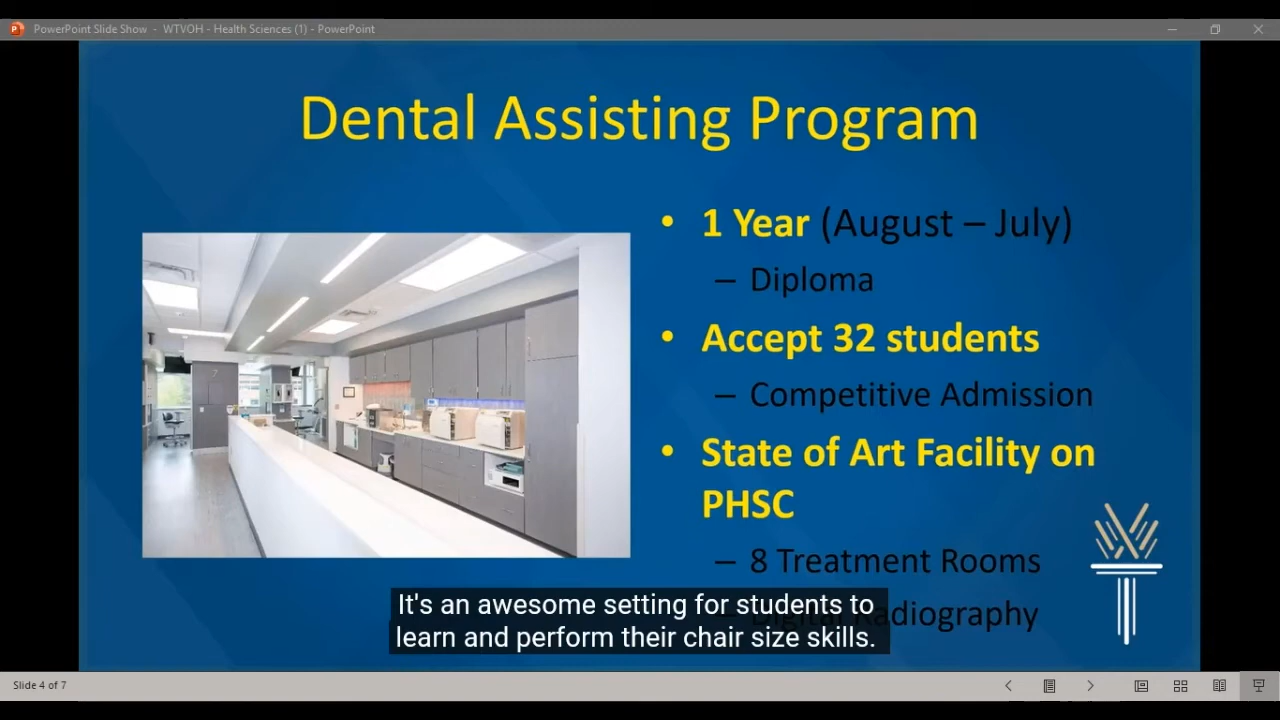 PowerPoint Slide Show - WTVOH - Health Sciences (1) - PowerPoint
Dental Assisting Program
• 1 Year (August – July)
– Diploma
• Accept 32 students
– Competitive Admission
• State of Art Facility on
PHSC
– 8 Treatment Rooms
– Digital Radiography
It's an awesome setting for students to
learn and perform their chair size skills.
Slide 4 of 7